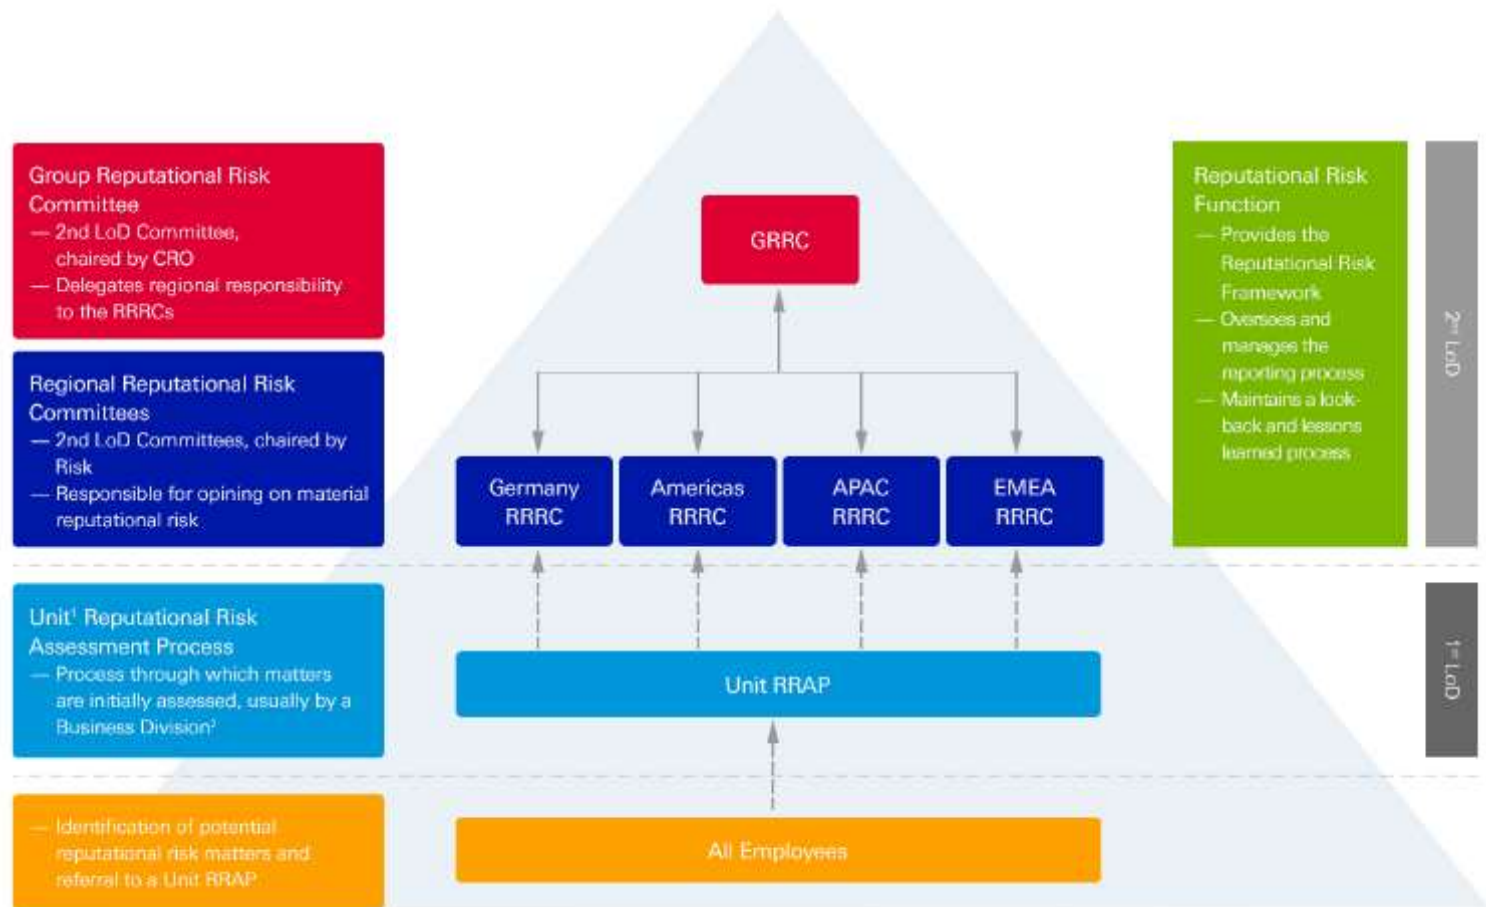 Group Reputational Risk
Committee
— 2nd LoD Committee,
chaired by CRO
— Delegates regional responsibility
to the RRRCs
Regional Reputational Risk
Committees
— 2nd LoD Committees, chaired by
Risk
— Responsible for opining on material
reputational risk
Unit¹ Reputational Risk
Assessment Process
— Process through which matters
are initially assessed, usually by a
Business Division²
— Identification of potential
reputational risk matters and
referral to a Unit RRAP
GRRC
Germany
RRRC
Americas
RRRC
APAC
RRRC
EMEA
RRRC
Unit RRAP
All Employees
Reputational Risk
Function
— Provides the
Reputational Risk
Framework
— Oversees and
manages the
reporting process
— Maintains a look-
back and lessons
learned process
2ⁿᵈ LoD
1ˢᵗ LoD